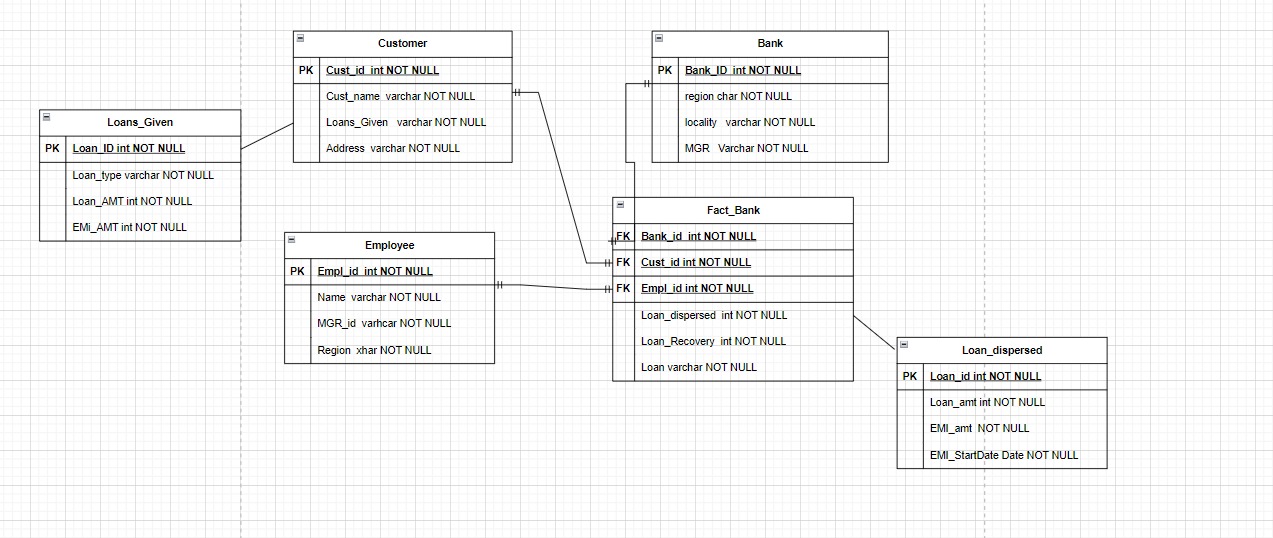 Customer
PK Cust_id int NOT NULL
Cust_name varchar NOT NULL
Loans_Given varchar NOT NULL
Address varchar NOT NULL
Bank
PK Bank_ID int NOT NULL
region char NOT NULL
locality varchar NOT NULL
MGR Varchar NOT NULL
Loans_Given
PK Loan_ID int NOT NULL
Loan_type varchar NOT NULL
Loan_AMT int NOT NULL
EMi_AMT int NOT NULL
Fact_Bank
FK Bank_id int NOT NULL
FK Cust_id int NOT NULL
FK Empl_id int NOT NULL
Loan_dispersed int NOT NULL
Loan_Recovery int NOT NULL
Loan varchar NOT NULL
Employee
PK Empl_id int NOT NULL
Name varchar NOT NULL
MGR_id varhcar NOT NULL
Region xhar NOT NULL
Loan_dispersed
PK Loan_id int NOT NULL
Loan_amt int NOT NULL
EMI_amt NOT NULL
EMI_StartDate Date NOT NULL